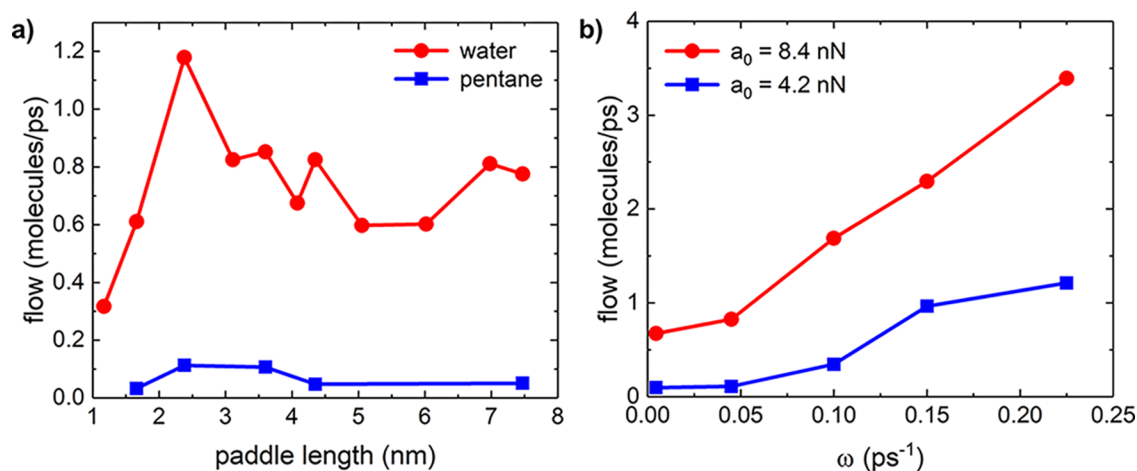 a)
water
pentane
flow (molecules/ps)
1.2
1.0
0.8
0.6
0.4
0.2
0.0
1 2 3 4 5 6 7 8
paddle length (nm)
b)
a₀ = 8.4 nN
a₀ = 4.2 nN
flow (molecules/ps)
4
3
2
1
0
0.00 0.05 0.10 0.15 0.20 0.25
ω (ps⁻¹)